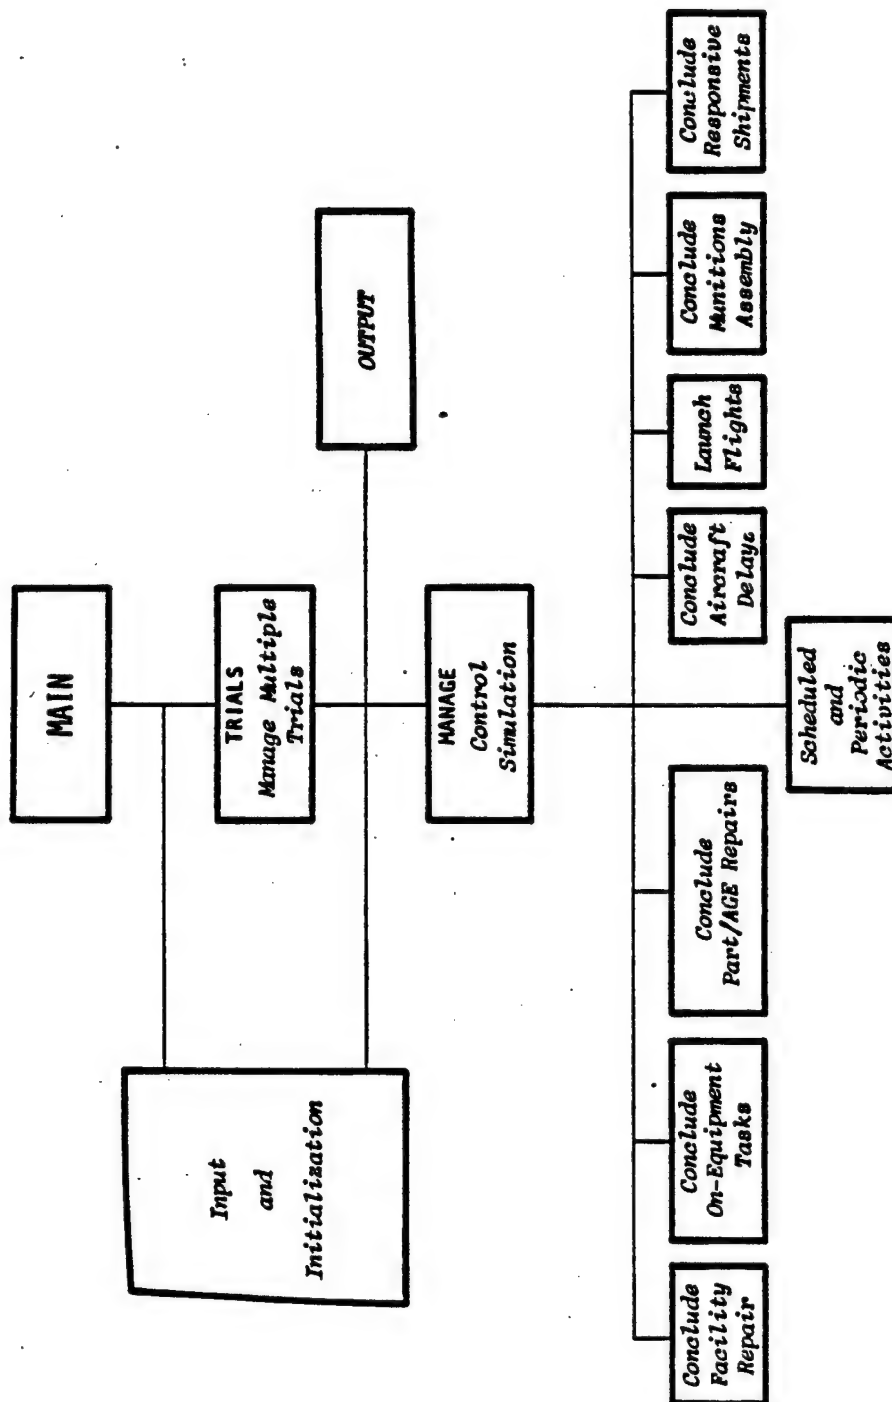 MAIN
Input
and
Initialization
TRIALS
Manage Multiple
Trials
OUTPUT
MANAGE
Control
Simulation
Conclude
Facility
Repair
Conclude
On-Equipment
Tasks
Conclude
Part/AGE Repairs
Conclude
Aircraft
Delays
Launch
Flights
Conclude
Munitions
Assembly
Conclude
Responsive
Shipments
Scheduled
and
Periodic
Activities